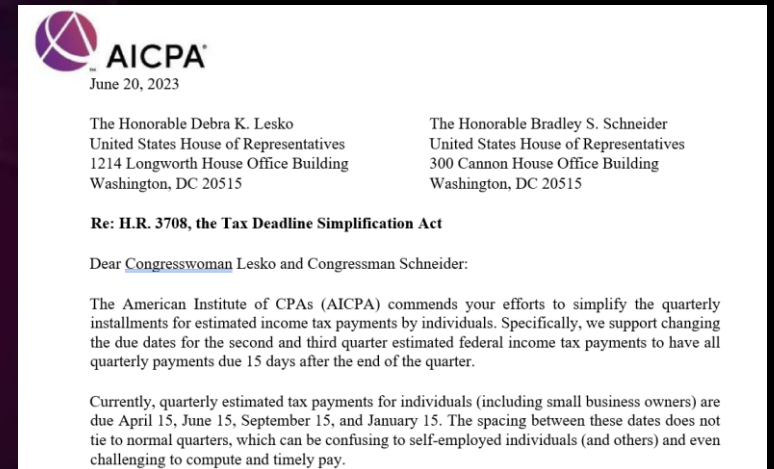 AICPA
June 20, 2023
The Honorable Debra K. Lesko
United States House of Representatives
1214 Longworth House Office Building
Washington, DC 20515
The Honorable Bradley S. Schneider
United States House of Representatives
300 Cannon House Office Building
Washington, DC 20515
Re: H.R. 3708, the Tax Deadline Simplification Act
Dear Congresswoman Lesko and Congressman Schneider:
The American Institute of CPAs (AICPA) commends your efforts to simplify the quarterly
installments for estimated income tax payments by individuals. Specifically, we support changing
the due dates for the second and third quarter estimated federal income tax payments to have all
quarterly payments due 15 days after the end of the quarter.
Currently, quarterly estimated tax payments for individuals (including small business owners) are
due April 15, June 15, September 15, and January 15. The spacing between these dates does not
tie to normal quarters, which can be confusing to self-employed individuals (and others) and even
challenging to compute and timely pay.